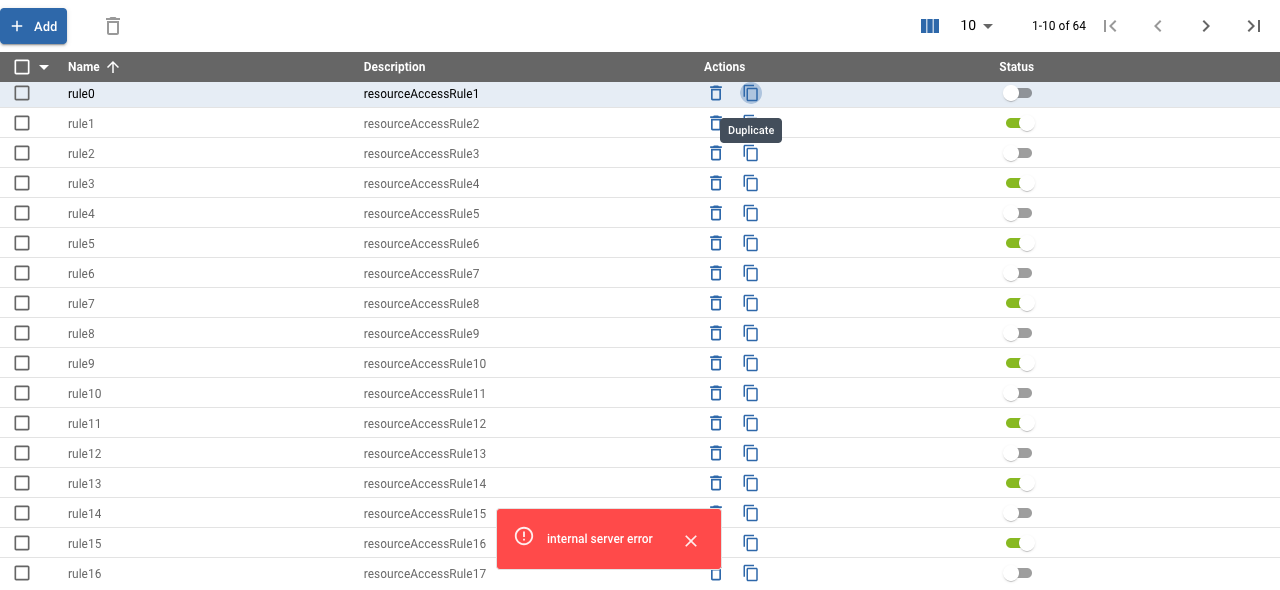 Add 10 1-10 of 64
Name Description Actions Status
rule0 resourceAccessRule1
rule1 resourceAccessRule2
Duplicate
rule2 resourceAccessRule3
rule3 resourceAccessRule4
rule4 resourceAccessRule5
rule5 resourceAccessRule6
rule6 resourceAccessRule7
rule7 resourceAccessRule8
rule8 resourceAccessRule9
rule9 resourceAccessRule10
rule10 resourceAccessRule11
rule11 resourceAccessRule12
rule12 resourceAccessRule13
rule13 resourceAccessRule14
rule14 resourceAccessRule15
internal server error
rule15 resourceAccessRule16
rule16 resourceAccessRule17